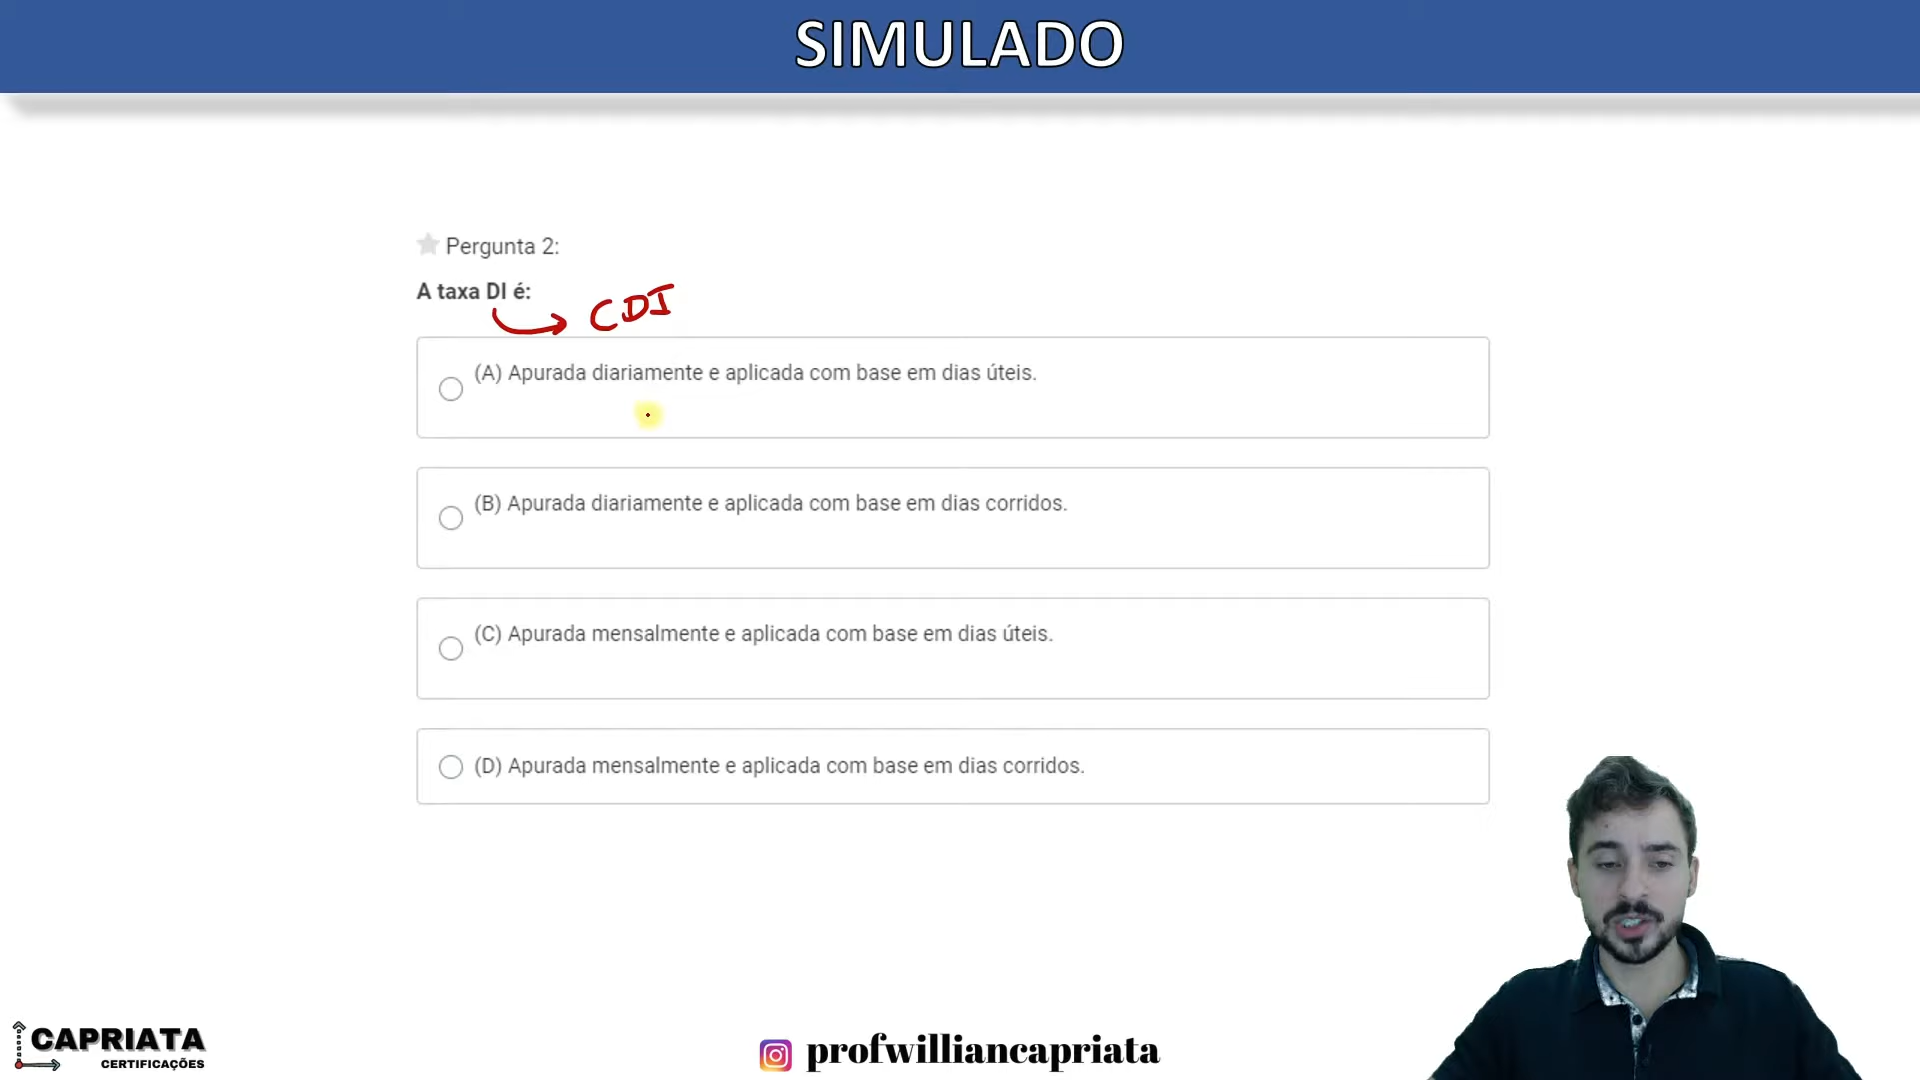 SIMULADO
Pergunta 2:
A taxa DI é:
CDI
(A) Apurada diariamente e aplicada com base em dias úteis.
(B) Apurada diariamente e aplicada com base em dias corridos.
(C) Apurada mensalmente e aplicada com base em dias úteis.
(D) Apurada mensalmente e aplicada com base em dias corridos.
CAPRIATA
CERTIFICAÇÕES
profwilliancapriata